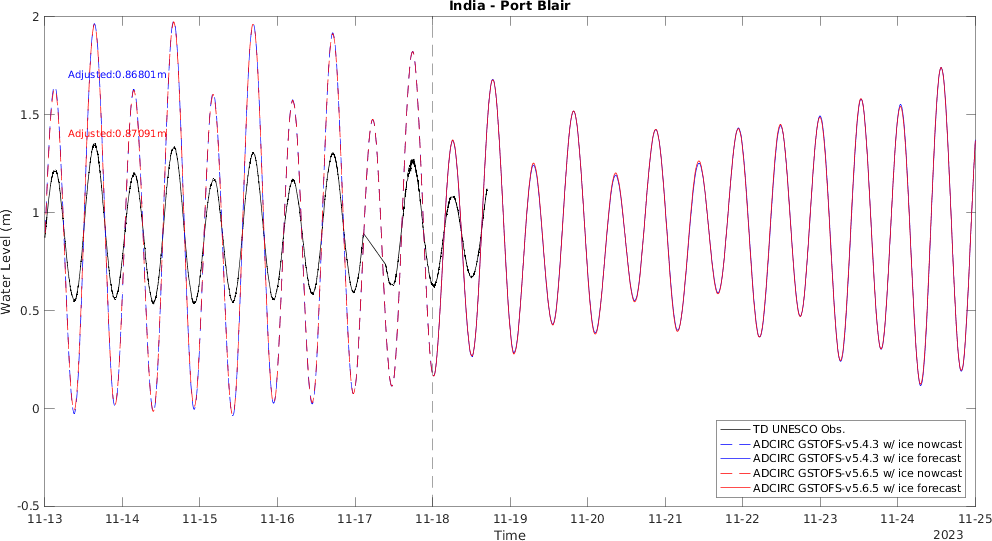 India - Port Blair
2
1.5
1
0.5
0
-0.5
Water Level (m)
Adjusted:0.86801m
Adjusted:0.87091m
TD UNESCO Obs.
ADCIRC GSTOFS-v5.4.3 w/ ice nowcast
ADCIRC GSTOFS-v5.4.3 w/ ice forecast
ADCIRC GSTOFS-v5.6.5 w/ ice nowcast
ADCIRC GSTOFS-v5.6.5 w/ ice forecast
11-13 11-14 11-15 11-16 11-17 11-18 11-19 11-20 11-21 11-22 11-23 11-24 11-25
Time
2023